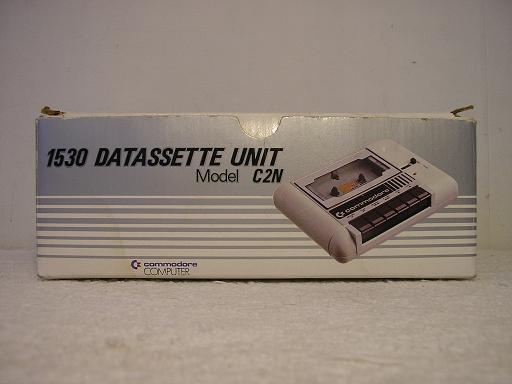 1530 DATASSETTE UNIT
Model C2N
commodore
commodore
COMPUTER